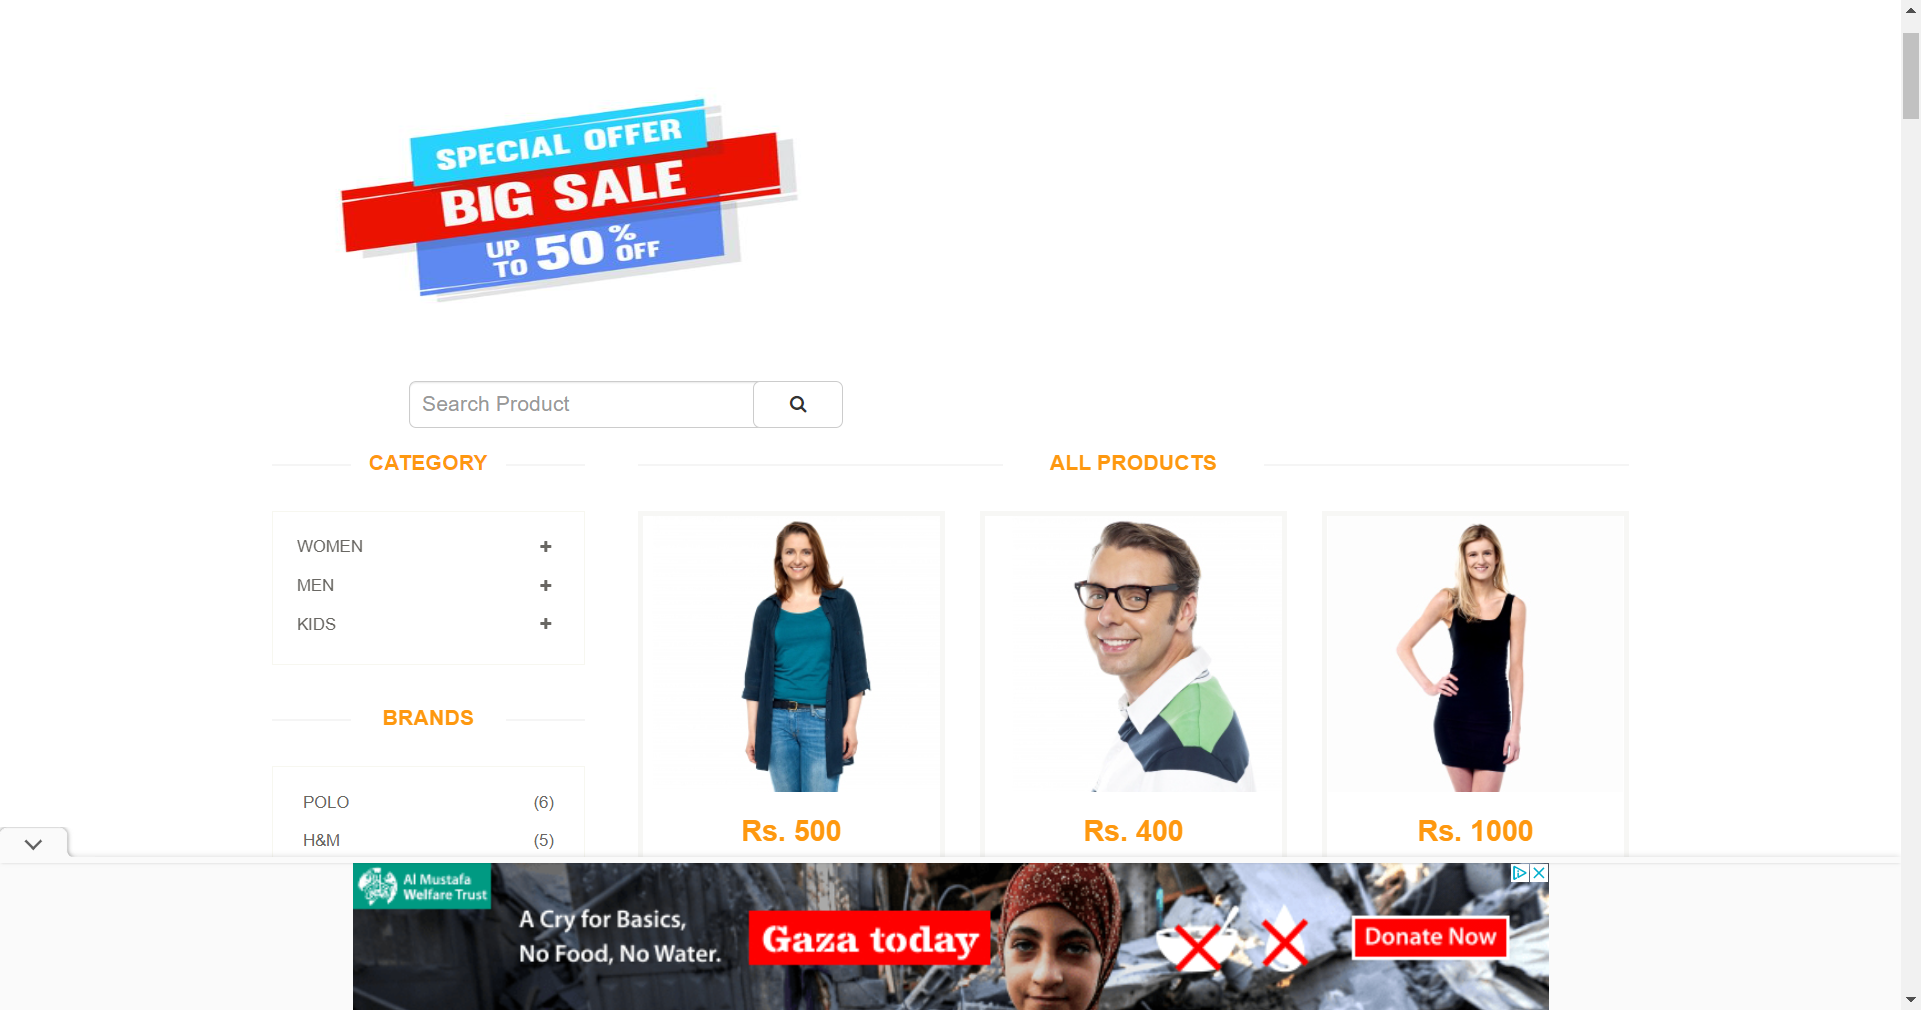 SPECIAL OFFER
BIG SALE
UP TO 50% OFF
Search Product
CATEGORY
WOMEN
MEN
KIDS
BRANDS
POLO (6)
H&M (5)
ALL PRODUCTS
Rs. 500
Rs. 400
Rs. 1000
Al Mustafa
Welfare Trust
A Cry for Basics,
No Food, No Water.
Gaza today
Donate Now